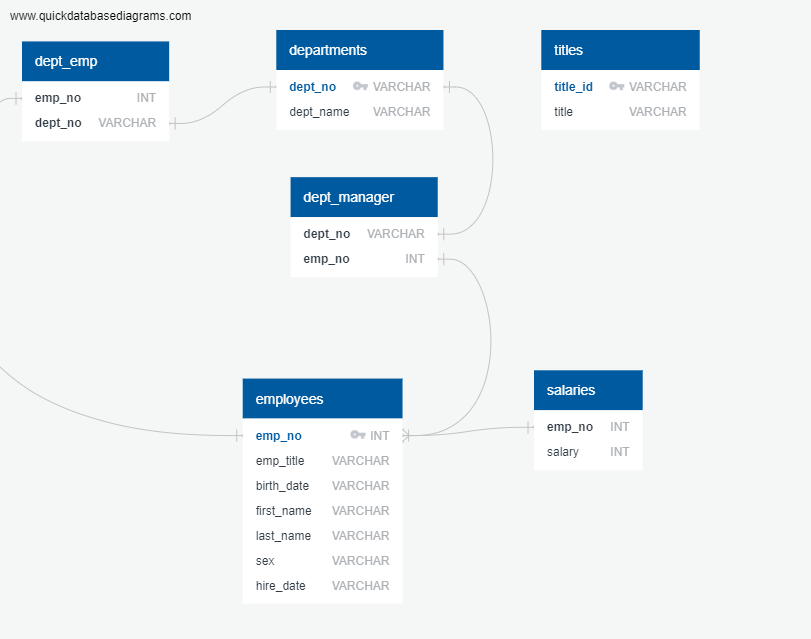 www.quickdatabasediagrams.com
dept_emp
emp_no INT
dept_no VARCHAR
departments
dept_no VARCHAR
dept_name VARCHAR
titles
title_id VARCHAR
title VARCHAR
dept_manager
dept_no VARCHAR
emp_no INT
employees
emp_no INT
emp_title VARCHAR
birth_date VARCHAR
first_name VARCHAR
last_name VARCHAR
sex VARCHAR
hire_date VARCHAR
salaries
emp_no INT
salary INT